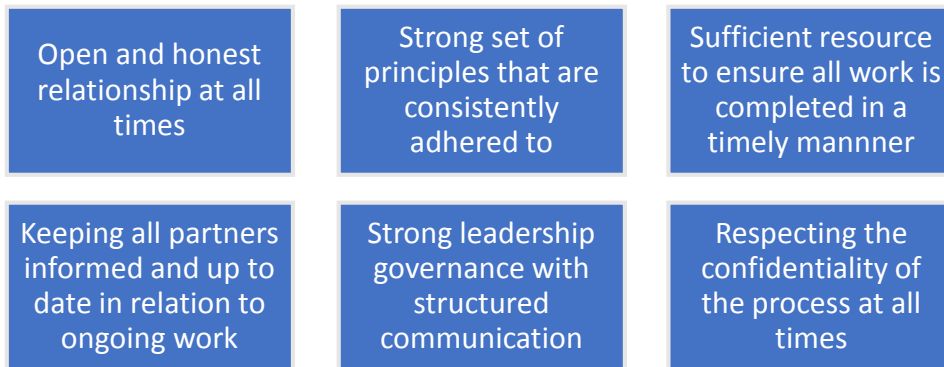 Open and honest
relationship at all
times
Strong set of
principles that are
consistently
adhered to
Sufficient resource
to ensure all work is
completed in a
timely mannner
Keeping all partners
informed and up to
date in relation to
ongoing work
Strong leadership
governance with
structured
communication
Respecting the
confidentiality of
the process at all
times